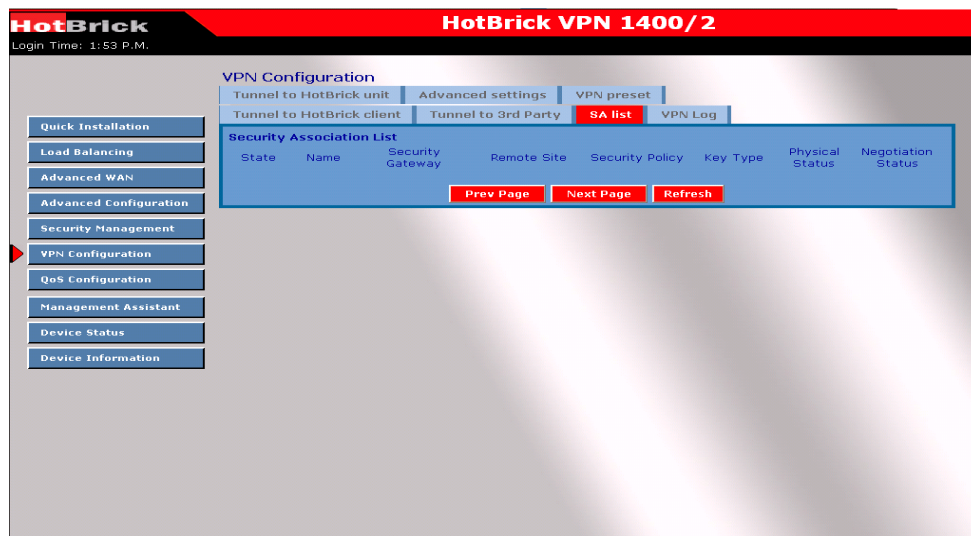 HotBrick
HotBrick VPN 1400/2
Login Time: 1:53 P.M.
VPN Configuration
Tunnel to HotBrick unit Advanced settings VPN preset
Tunnel to HotBrick client Tunnel to 3rd Party SA list VPN Log
Security Association List
State Name Security Gateway Remote Site Security Policy Key Type Physical Status Negotiation Status
Prev Page Next Page Refresh
Quick Installation
Load Balancing
Advanced WAN
Advanced Configuration
Security Management
VPN Configuration
QoS Configuration
Management Assistant
Device Status
Device Information